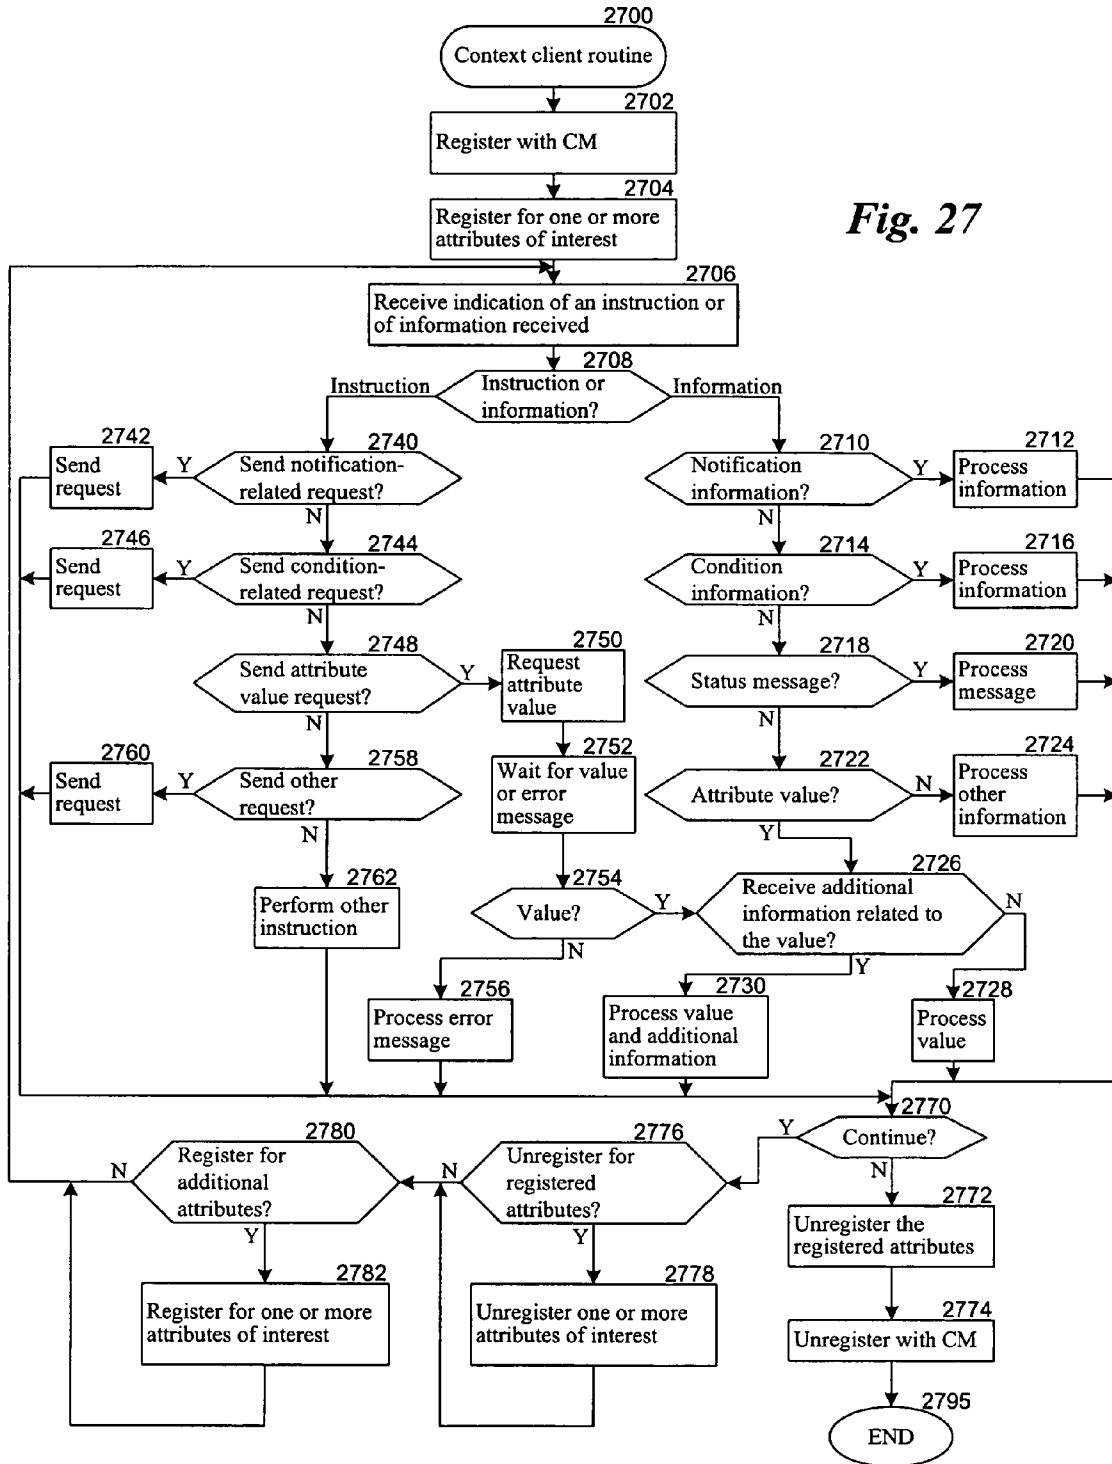 2700
Context client routine
2702
Register with CM
2704
Register for one or more
attributes of interest
Fig. 27
2706
Receive indication of an instruction or
of information received
2708
Instruction
Instruction or
information?
Information
2742
Send
request
Y
2740
Send notification-
related request?
N
2710
Notification
information?
Y
N
2712
Process
information
2746
Send
request
Y
2744
Send condition-
related request?
N
2714
Condition
information?
Y
N
2716
Process
information
2748
Send attribute
value request?
Y
N
2750
Request
attribute
value
2718
Status message?
Y
N
2720
Process
message
2760
Send
request
Y
2758
Send other
request?
N
2752
Wait for value
or error
message
2722
Attribute value?
N
Y
2724
Process
other
information
2762
Perform other
instruction
2754
Value?
Y
N
2726
Receive additional
information related to
the value?
N
Y
2756
Process error
message
2730
Process value
and additional
information
2728
Process
value
2770
Continue?
Y
N
2780
Register for
additional
attributes?
N
Y
2776
Unregister for
registered
attributes?
N
Y
2772
Unregister the
registered attributes
2782
Register for one or more
attributes of interest
2778
Unregister one or more
attributes of interest
2774
Unregister with CM
2795
END